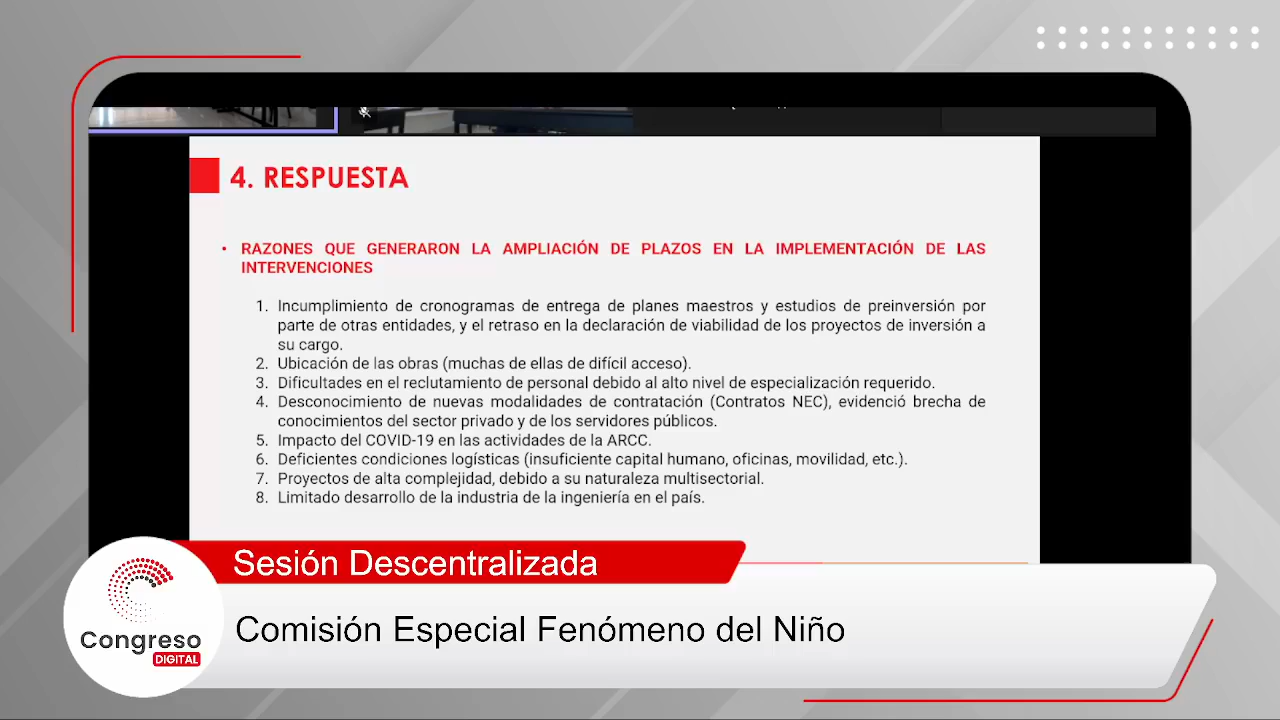 4. RESPUESTA
• RAZONES QUE GENERARON LA AMPLIACIÓN DE PLAZOS EN LA IMPLEMENTACIÓN DE LAS
INTERVENCIONES
1. Incumplimiento de cronogramas de entrega de planes maestros y estudios de preinversión por
parte de otras entidades, y el retraso en la declaración de viabilidad de los proyectos de inversión a
su cargo.
2. Ubicación de las obras (muchas de ellas de difícil acceso).
3. Dificultades en el reclutamiento de personal debido al alto nivel de especialización requerido.
4. Desconocimiento de nuevas modalidades de contratación (Contratos NEC), evidenció brecha de
conocimientos del sector privado y de los servidores públicos.
5. Impacto del COVID-19 en las actividades de la ARCC.
6. Deficientes condiciones logísticas (insuficiente capital humano, oficinas, movilidad, etc.).
7. Proyectos de alta complejidad, debido a su naturaleza multisectorial.
8. Limitado desarrollo de la industria de la ingeniería en el país.
Sesión Descentralizada
Comisión Especial Fenómeno del Niño
Congreso
DIGITAL